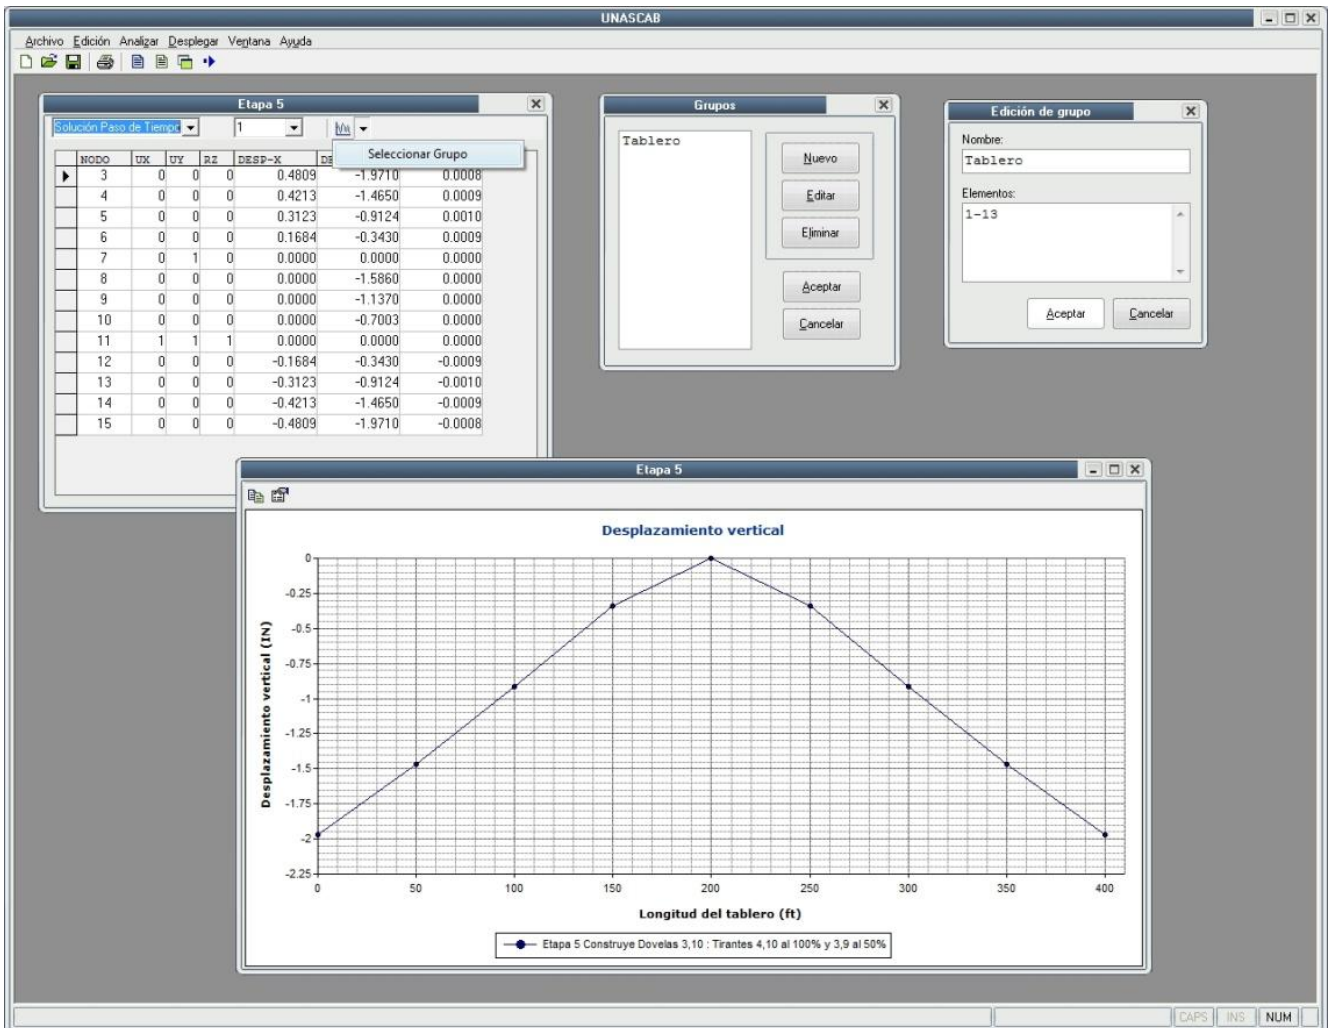 UNASCAB
Archivo Edición Analizar Desplegar Ventana Ayuda
Etapa 5
Solución Paso de Tiempo 1
Seleccionar Grupo
NODO UX UY RZ DESP-X DE
3 0 0 0 0.4809 -1.9710 0.0008
4 0 0 0 0.4213 -1.4650 0.0009
5 0 0 0 0.3123 -0.9124 0.0010
6 0 0 0 0.1684 -0.3430 0.0009
7 0 1 0 0.0000 0.0000 0.0000
8 0 0 0 0.0000 -1.5860 0.0000
9 0 0 0 0.0000 -1.1370 0.0000
10 0 0 0 0.0000 -0.7003 0.0000
11 1 1 1 0.0000 0.0000 0.0000
12 0 0 0 -0.1684 -0.3430 -0.0009
13 0 0 0 -0.3123 -0.9124 -0.0010
14 0 0 0 -0.4213 -1.4650 -0.0009
15 0 0 0 -0.4809 -1.9710 -0.0008
Grupos
Tablero
Nuevo
Editar
Eliminar
Aceptar
Cancelar
Edición de grupo
Nombre:
Tablero
Elementos:
1-13
Aceptar Cancelar
Etapa 5
Desplazamiento vertical
Desplazamiento vertical (IN)
0
-0.25
-0.5
-0.75
-1
-1.25
-1.5
-1.75
-2
-2.25
0 50 100 150 200 250 300 350 400
Longitud del tablero (ft)
Etapa 5 Construye Dovelas 3,10 : Tirantes 4,10 al 100% y 3,9 al 50%
CAPS INS NUM